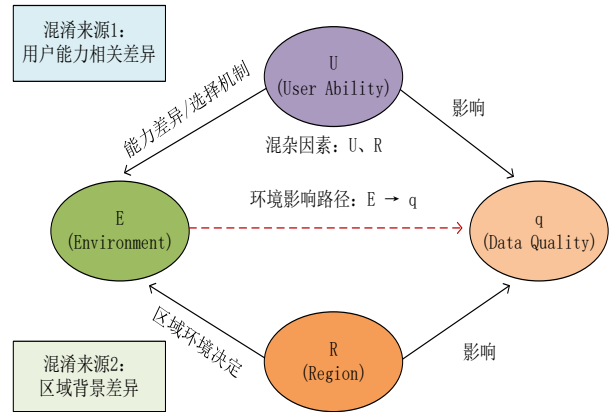 混淆来源1:
用户能力相关差异
U
(User Ability)
能力差异/选择机制
影响
混杂因素: U、R
E
(Environment)
环境影响路径: E → q
q
(Data Quality)
区域环境决定
R
(Region)
影响
混淆来源2:
区域背景差异